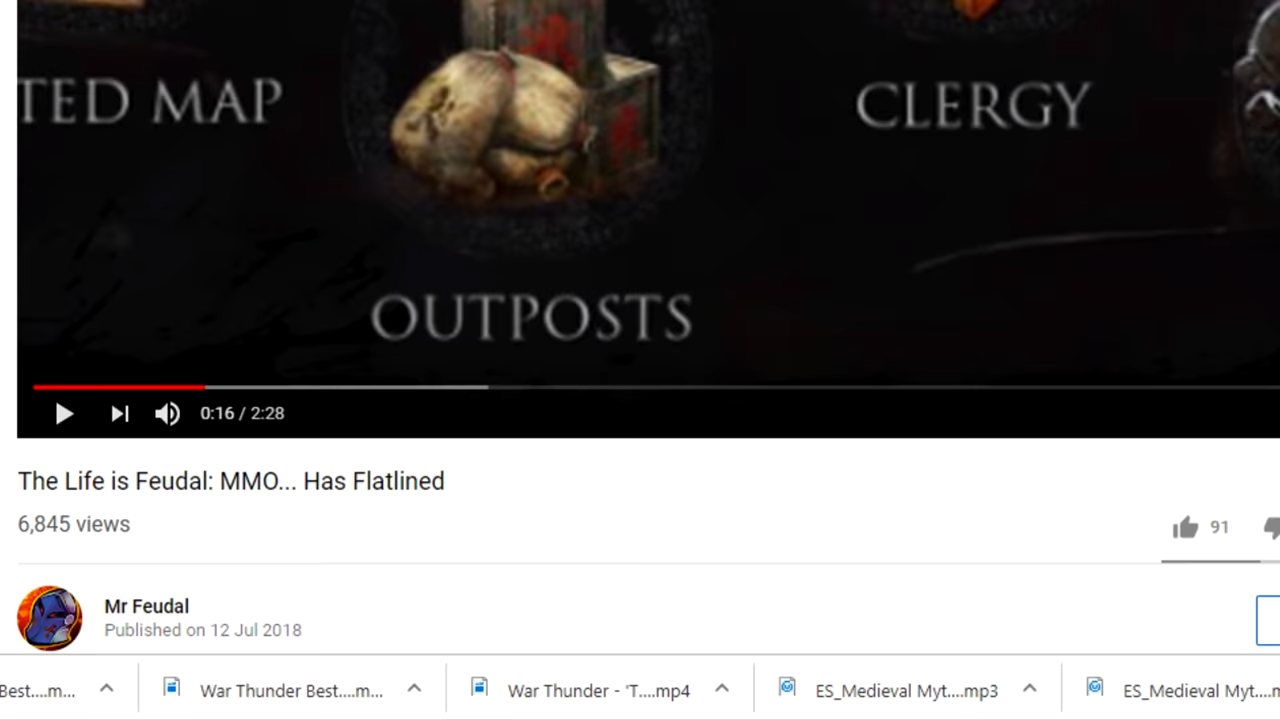 TED MAP
CLERGY
OUTPOSTS
0:16 / 2:28
The Life is Feudal: MMO... Has Flatlined
6,845 views
91
Mr Feudal
Published on 12 Jul 2018
Best....m... War Thunder Best....m... War Thunder - 'T....mp4 ES_Medieval Myt....mp3 ES_Medieval Myt....m